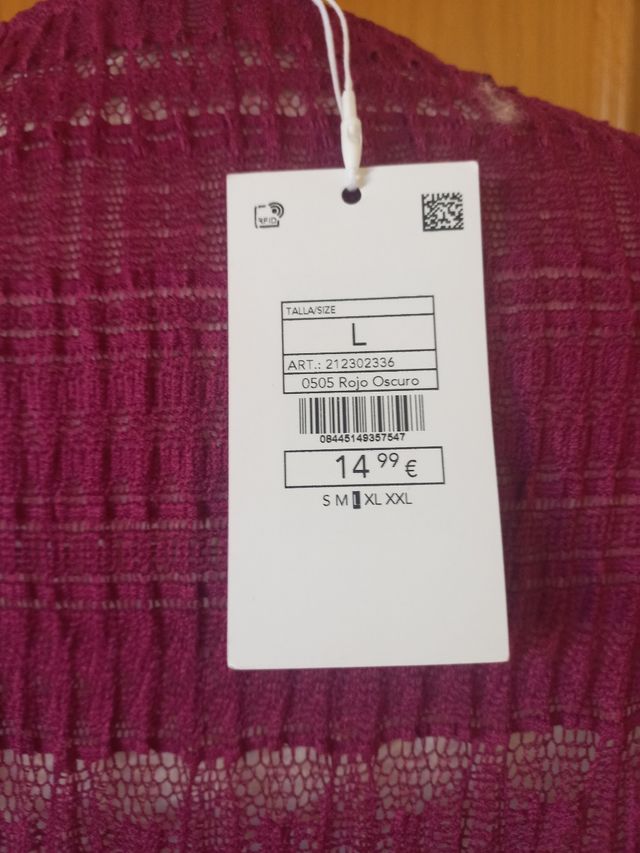 RFID
TALLA/SIZE
L
ART.: 212302336
0505 Rojo Oscuro
08445149357547
14 99 €
S M L XL XXL